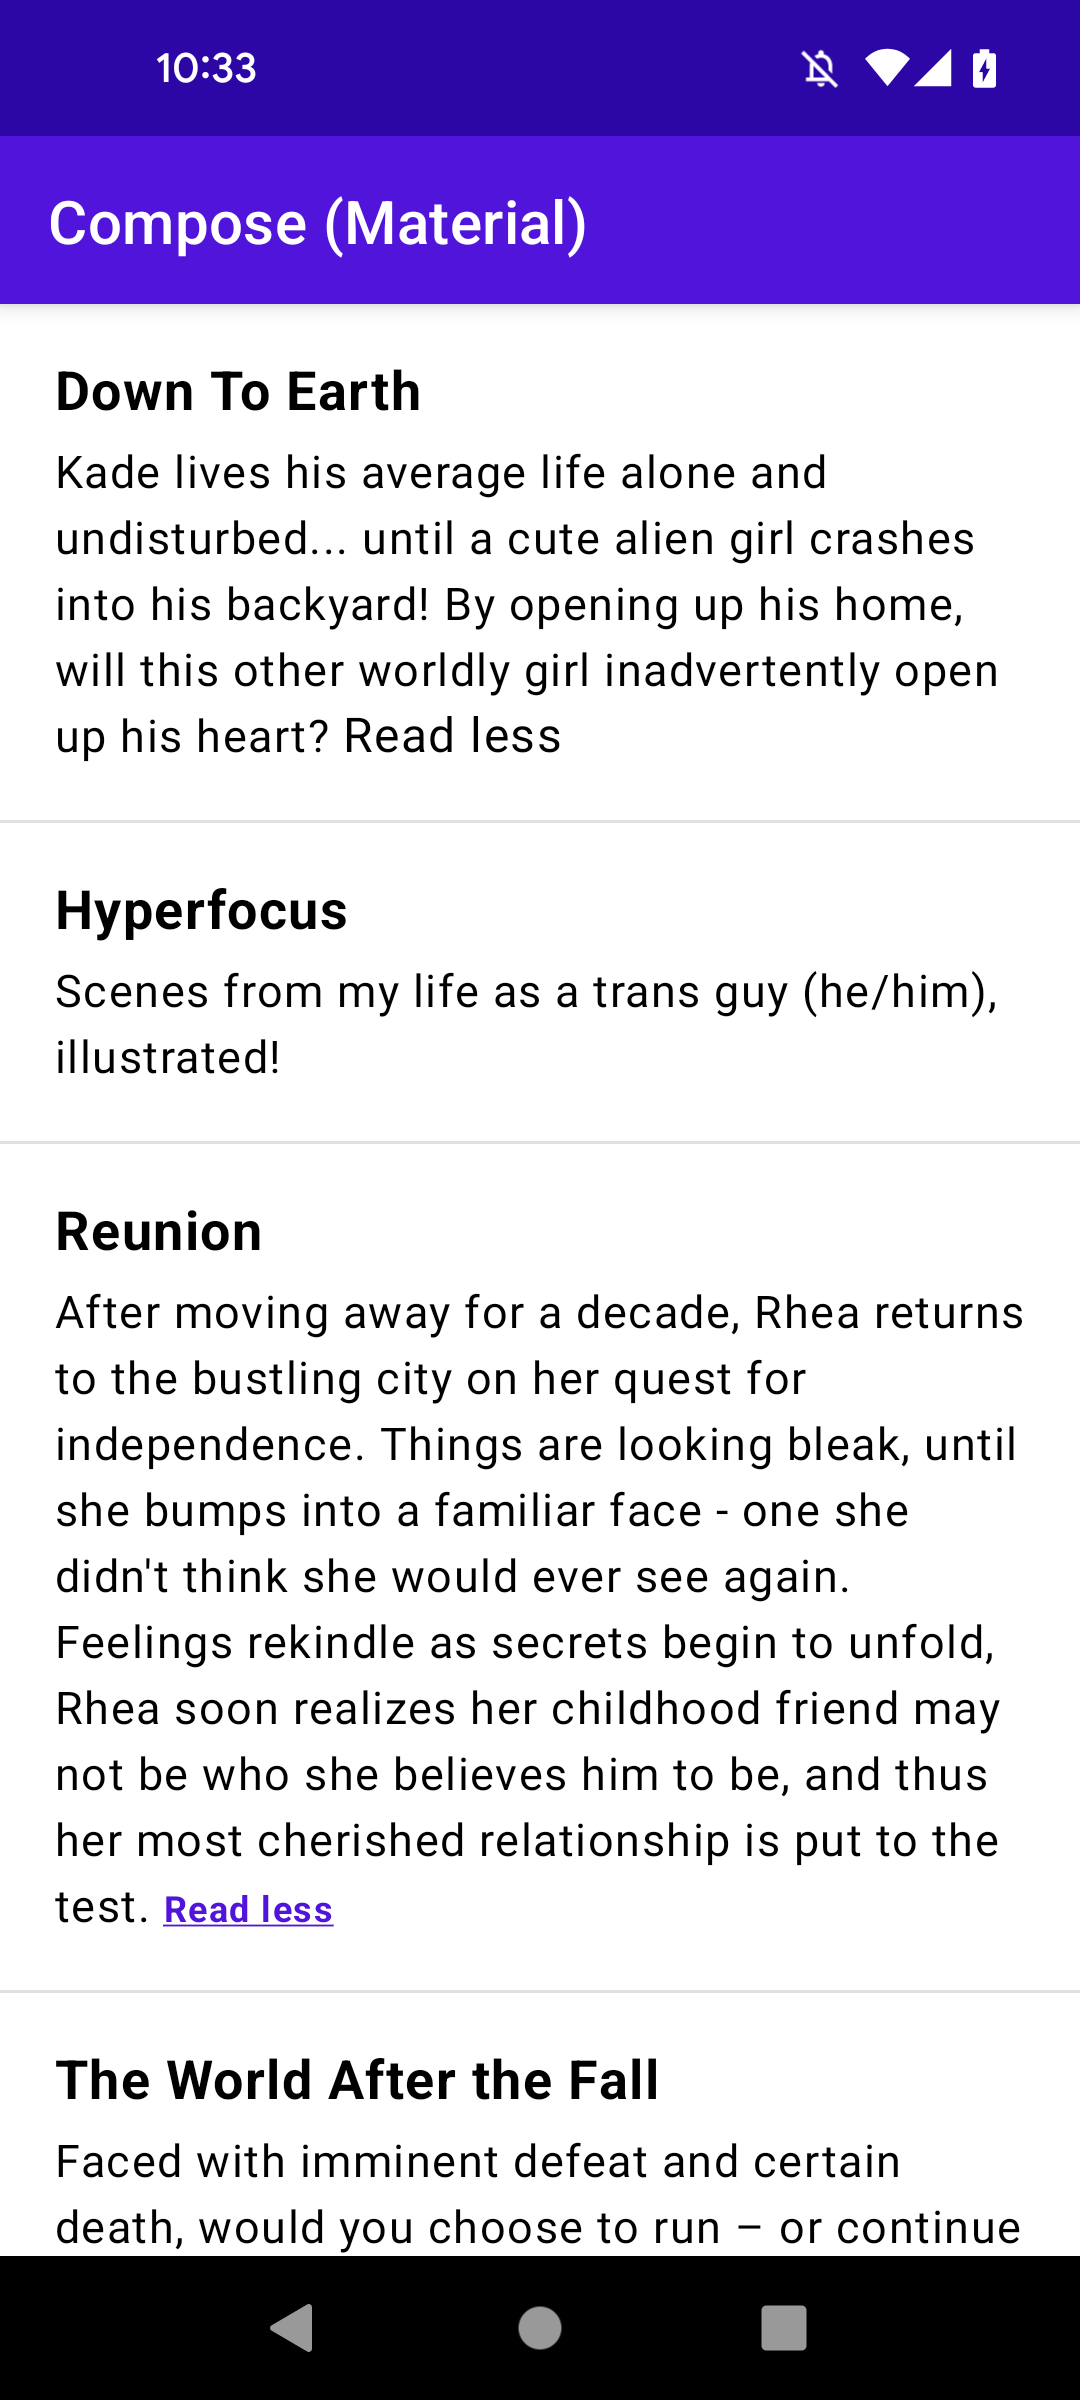 10:33
Compose (Material)
Down To Earth
Kade lives his average life alone and
undisturbed... until a cute alien girl crashes
into his backyard! By opening up his home,
will this other worldly girl inadvertently open
up his heart? Read less
Hyperfocus
Scenes from my life as a trans guy (he/him),
illustrated!
Reunion
After moving away for a decade, Rhea returns
to the bustling city on her quest for
independence. Things are looking bleak, until
she bumps into a familiar face - one she
didn't think she would ever see again.
Feelings rekindle as secrets begin to unfold,
Rhea soon realizes her childhood friend may
not be who she believes him to be, and thus
her most cherished relationship is put to the
test. Read less
The World After the Fall
Faced with imminent defeat and certain
death, would you choose to run – or continue